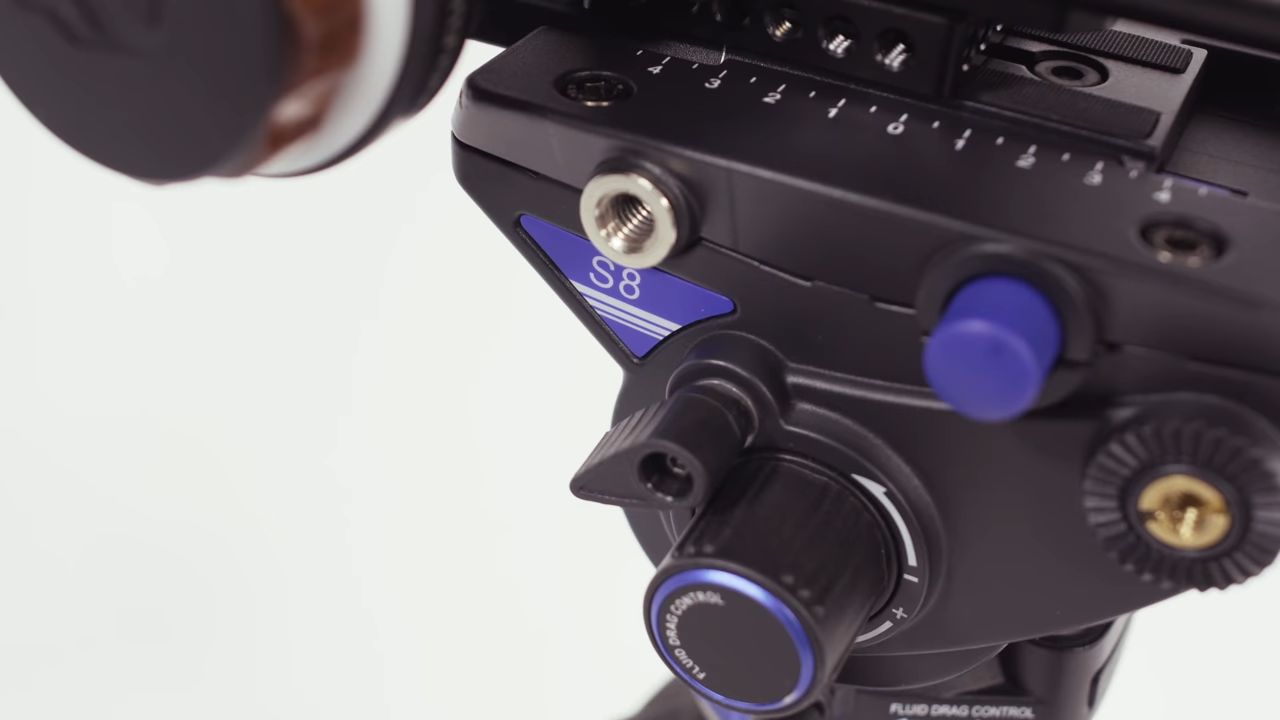 4 3 2 1 0 1 2 3 4
S8
- +
FLUID DRAG CONTROL
FLUID DRAG CONTROL